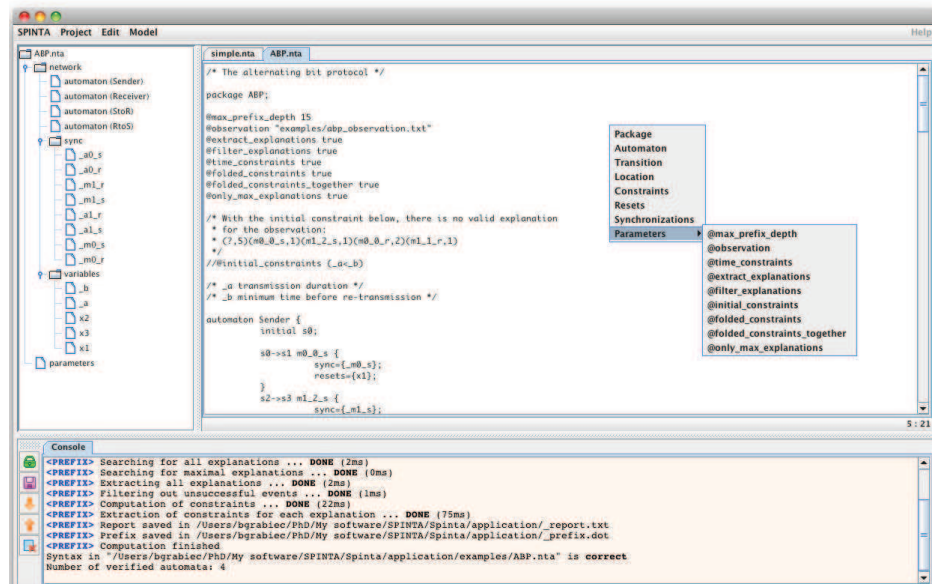 SPINTA Project Edit Model Help
ABP.nta
network
automaton (Sender)
automaton (Receiver)
automaton (StoR)
automaton (RtoS)
sync
_a0_s
_a0_r
_m1_r
_m1_s
_a1_r
_a1_s
_m0_s
_m0_r
variables
_b
_a
x2
x3
x1
parameters
simple.nta ABP.nta
/* The alternating bit protocol */
package ABP;
@max_prefix_depth 15
@observation "examples/abp_observation.txt"
@extract_explanations true
@filter_explanations true
@time_constraints true
@folded_constraints true
@folded_constraints_together true
@only_max_explanations true
/* With the initial constraint below, there is no valid explanation
* for the observation:
* (?,5)(m0_0_s,1)(m1_2_s,1)(m0_0_r,2)(m1_1_r,1)
*/
//@initial_constraints (_a<_b)
/* _a transmission duration */
/* _b minimum time before re-transmission */
automaton Sender {
initial s0;
s0->s1 m0_0_s {
sync={_m0_s};
resets={x1};
}
s2->s3 m1_2_s {
sync={_m1_s};
Package
Automaton
Transition
Location
Constraints
Resets
Synchronizations
Parameters
@max_prefix_depth
@observation
@time_constraints
@extract_explanations
@filter_explanations
@initial_constraints
@folded_constraints
@folded_constraints_together
@only_max_explanations
5 : 21
Console
<PREFIX> Searching for all explanations ... DONE (2ms)
<PREFIX> Searching for maximal explanations ... DONE (0ms)
<PREFIX> Extracting all explanations ... DONE (2ms)
<PREFIX> Filtering out unsuccessful events ... DONE (1ms)
<PREFIX> Computation of constraints ... DONE (22ms)
<PREFIX> Extraction of constraints for each explanation ... DONE (75ms)
<PREFIX> Report saved in /Users/bgrabiec/PhD/My software/SPINTA/Spinta/application/_report.txt
<PREFIX> Prefix saved in /Users/bgrabiec/PhD/My software/SPINTA/Spinta/application/_prefix.dot
<PREFIX> Computation finished
Syntax in "/Users/bgrabiec/PhD/My software/SPINTA/Spinta/application/examples/ABP.nta" is correct
Number of verified automata: 4